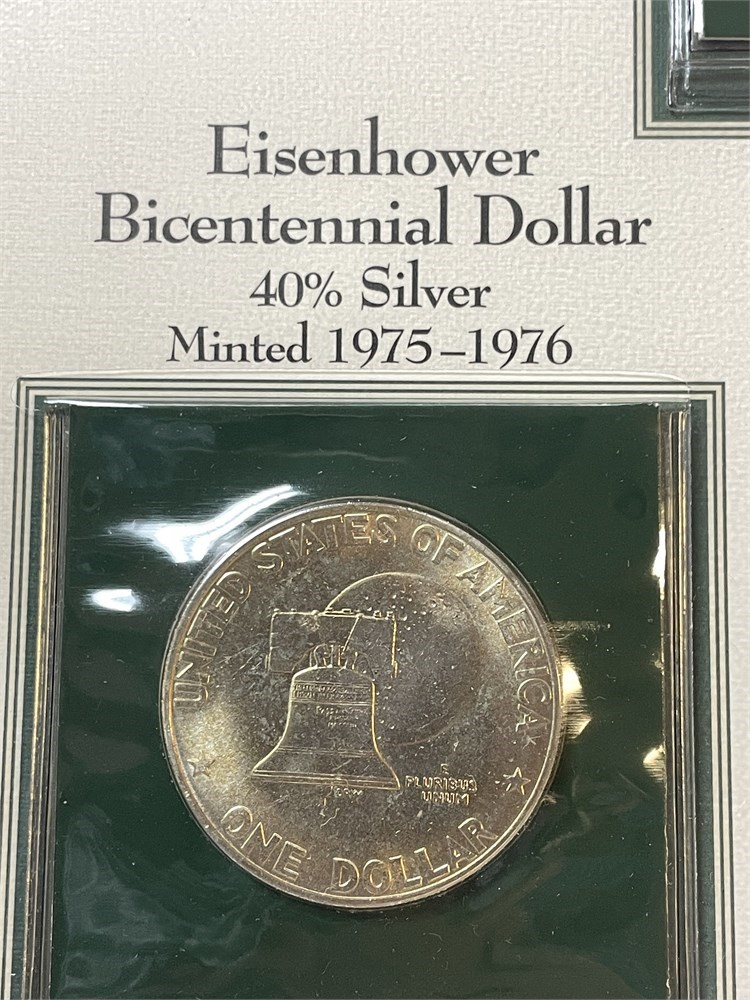 Eisenhower
Bicentennial Dollar
40% Silver
Minted 1975–1976
UNITED STATES OF AMERICA
E
PLURIBUS
UNUM
ONE DOLLAR